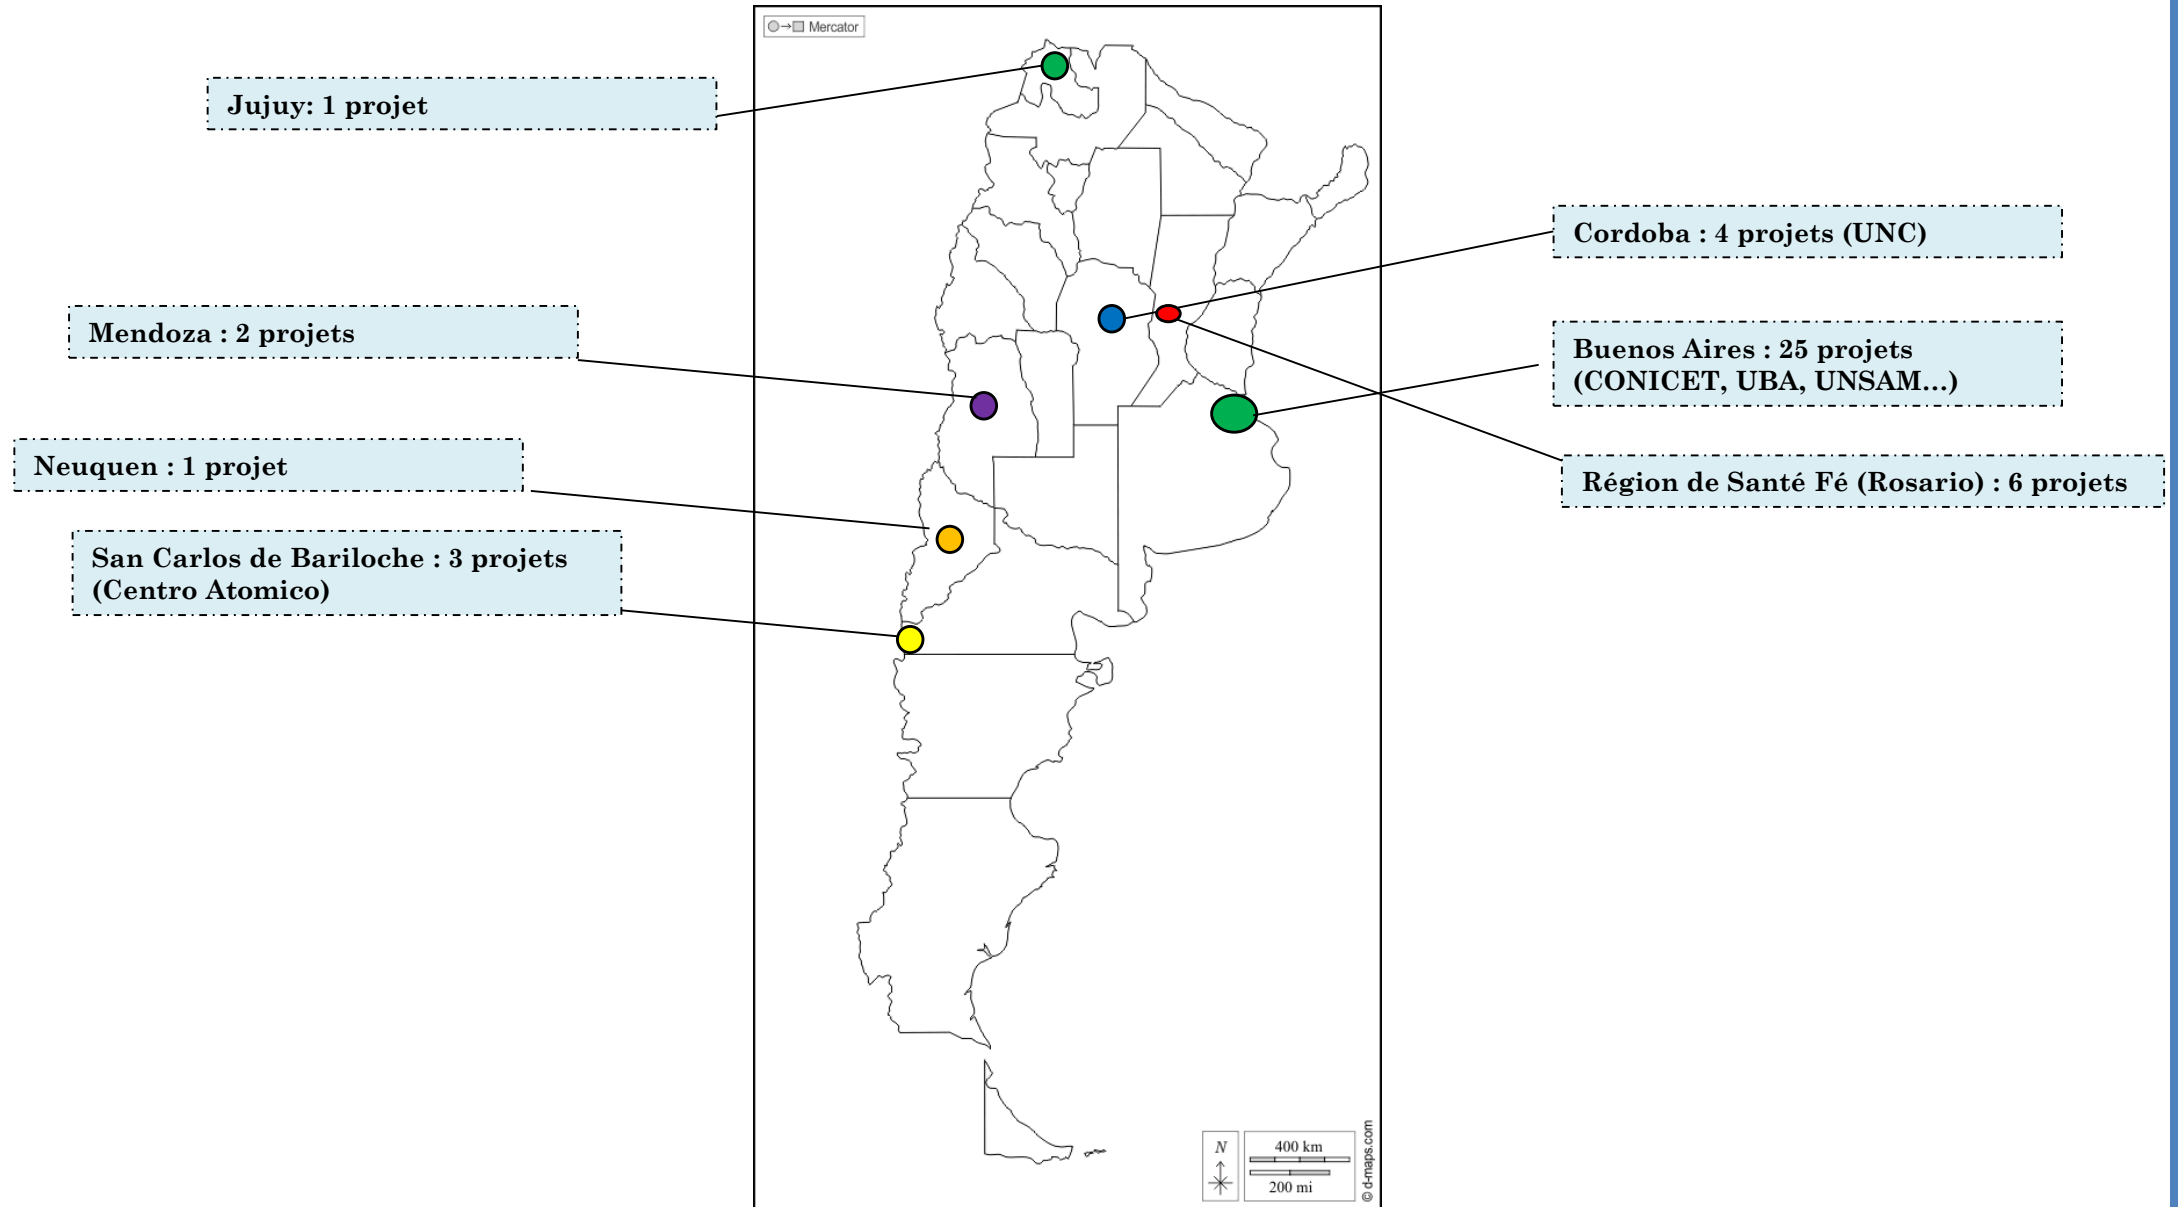 Mercator
Jujuy: 1 projet
Cordoba : 4 projets (UNC)
Mendoza : 2 projets
Buenos Aires : 25 projets
(CONICET, UBA, UNSAM...)
Neuquen : 1 projet
Région de Santé Fé (Rosario) : 6 projets
San Carlos de Bariloche : 3 projets
(Centro Atomico)
N
400 km
200 mi
© d-maps.com